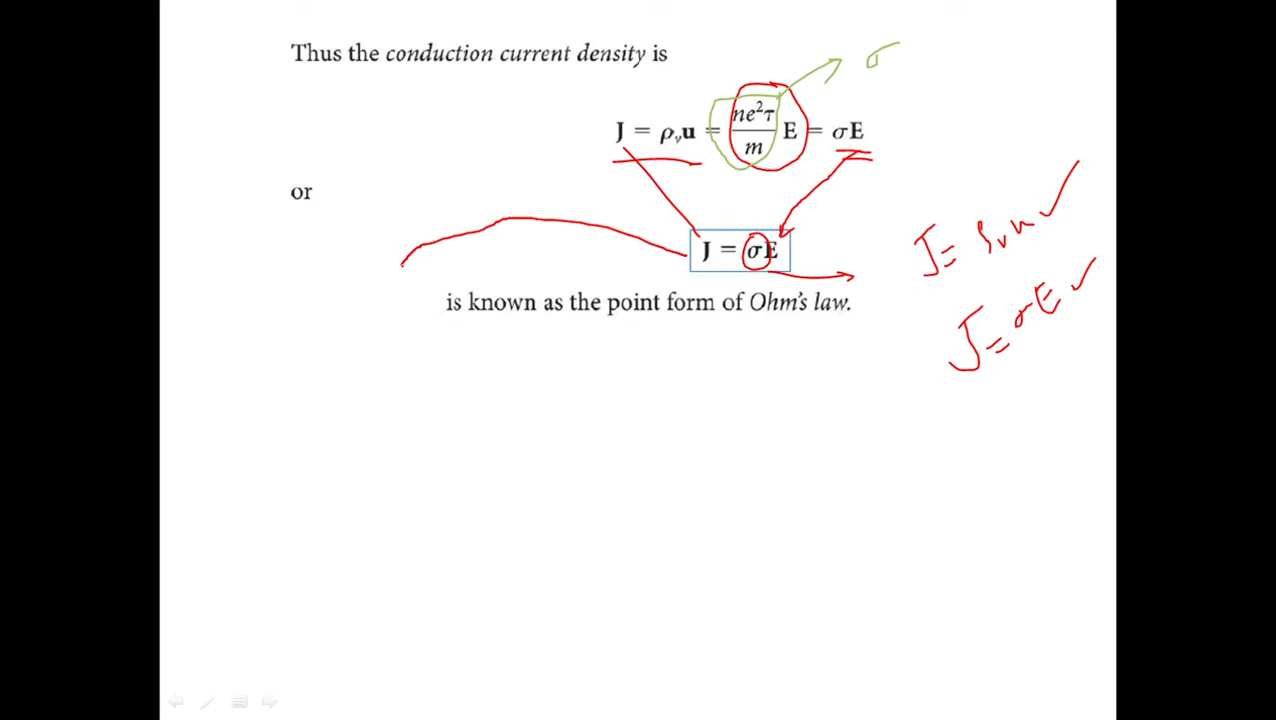 Thus the conduction current density is
σ
J = ρᵥu = ne²τ/m E = σE
or
J = ρᵥu ✓
J = σE
J = σE ✓
is known as the point form of Ohm's law.